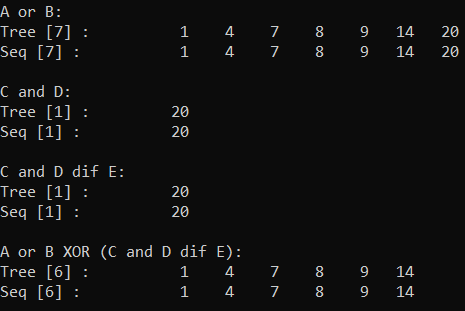 A or B:
Tree [7] : 1 4 7 8 9 14 20
Seq [7] : 1 4 7 8 9 14 20
C and D:
Tree [1] : 20
Seq [1] : 20
C and D dif E:
Tree [1] : 20
Seq [1] : 20
A or B XOR (C and D dif E):
Tree [6] : 1 4 7 8 9 14
Seq [6] : 1 4 7 8 9 14